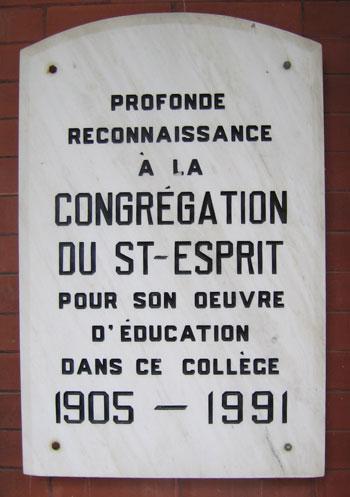 PROFONDE
RECONNAISSANCE
À LA
CONGRÉGATION
DU ST-ESPRIT
POUR SON OEUVRE
D'ÉDUCATION
DANS CE COLLÈGE
1905 — 1991